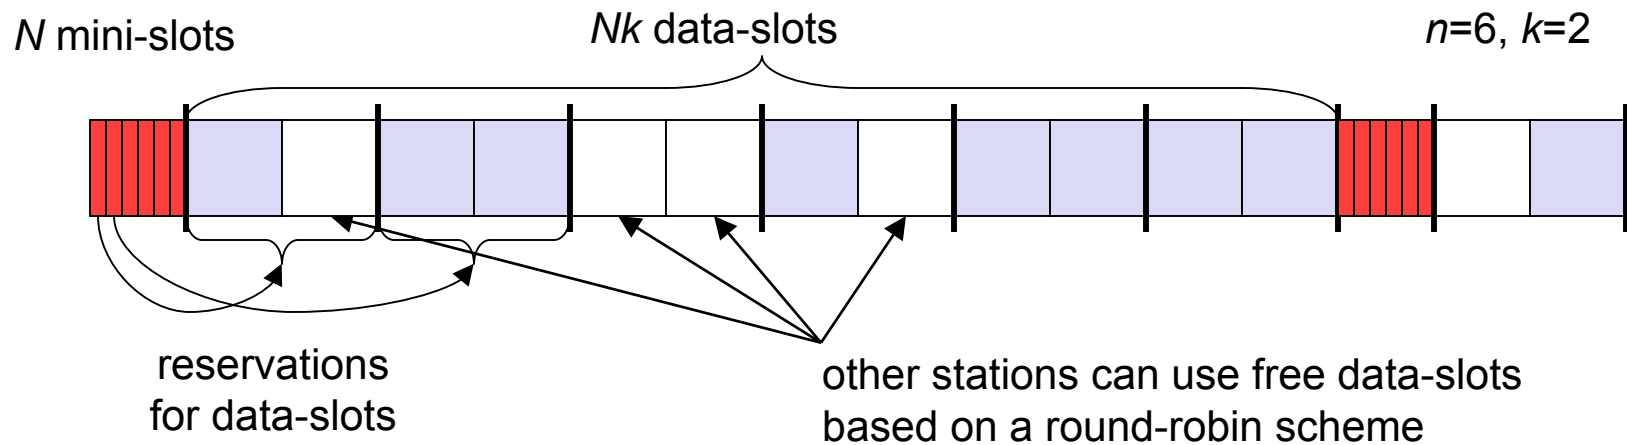 N mini-slots
Nk data-slots
n=6, k=2
reservations
for data-slots
other stations can use free data-slots
based on a round-robin scheme